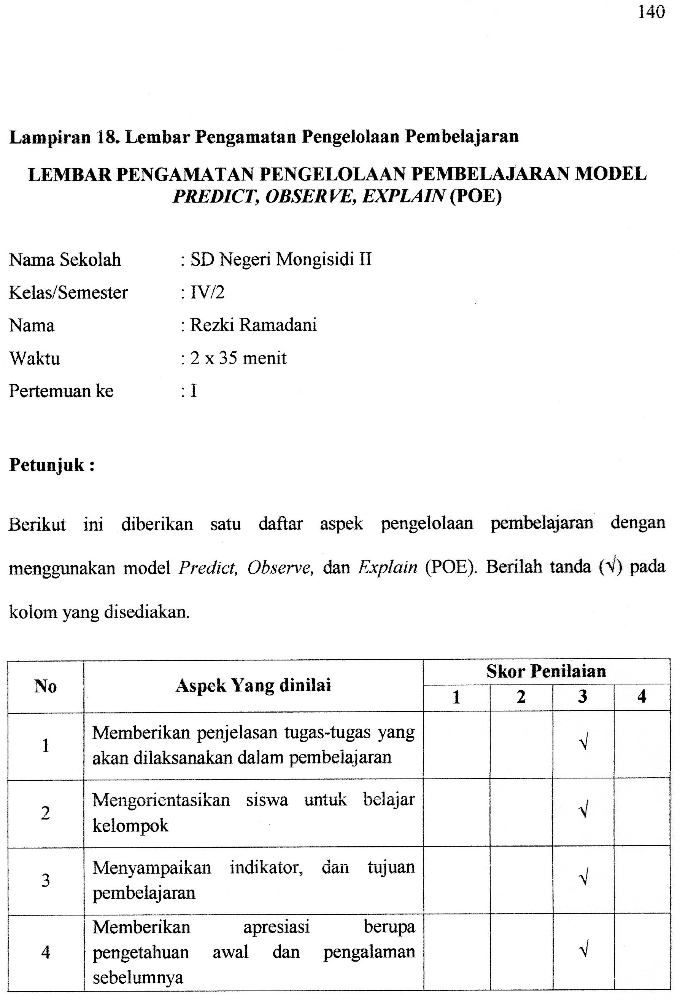 140
Lampiran 18. Lembar Pengamatan Pengelolaan Pembelajaran
LEMBAR PENGAMATAN PENGELOLAAN PEMBELAJARAN MODEL
PREDICT, OBSERVE, EXPLAIN (POE)
Nama Sekolah : SD Negeri Mongisidi II
Kelas/Semester : IV/2
Nama : Rezki Ramadani
Waktu : 2 x 35 menit
Pertemuan ke : I
Petunjuk :
Berikut ini diberikan satu daftar aspek pengelolaan pembelajaran dengan
menggunakan model Predict, Observe, dan Explain (POE). Berilah tanda (√) pada
kolom yang disediakan.
No Aspek Yang dinilai Skor Penilaian
1 2 3 4
1 Memberikan penjelasan tugas-tugas yang √
akan dilaksanakan dalam pembelajaran
2 Mengorientasikan siswa untuk belajar √
kelompok
3 Menyampaikan indikator, dan tujuan √
pembelajaran
Memberikan apresiasi berupa
4 pengetahuan awal dan pengalaman √
sebelumnya